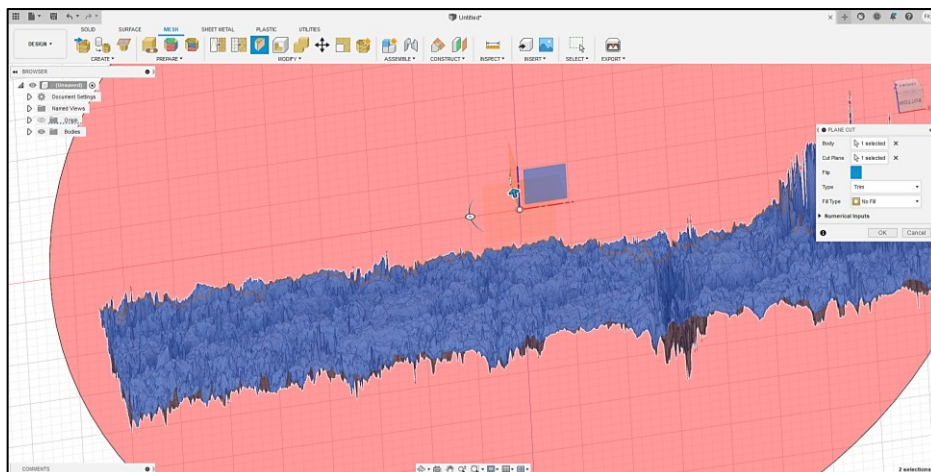 Untitled*
SOLID SURFACE MESH SHEET METAL PLASTIC UTILITIES
DESIGN
CREATE PREPARE MODIFY ASSEMBLE CONSTRUCT INSPECT INSERT SELECT EXPORT
BROWSER
(Unsaved)
Document Settings
Named Views
Origin
Bodies
PLANE CUT
Body 1 selected
Cut Plane 1 selected
Flip
Type Trim
Fill Type No Fill
Numerical Inputs
OK Cancel
COMMENTS
2 selections